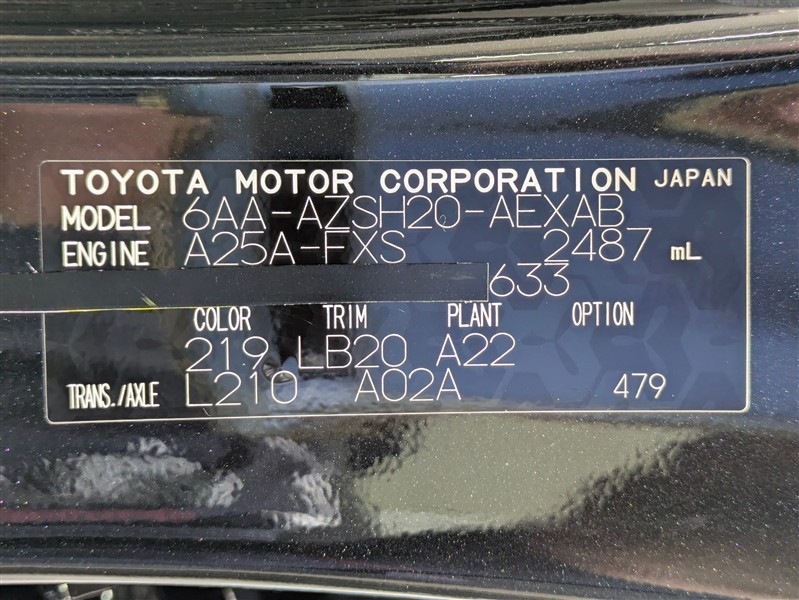 TOYOTA MOTOR CORPORATION JAPAN
MODEL 6AA-AZSH20-AEXAB
ENGINE A25A-FXS 2487 mL
633
COLOR TRIM PLANT OPTION
219 LB20 A22
TRANS./AXLE L210 A02A 479